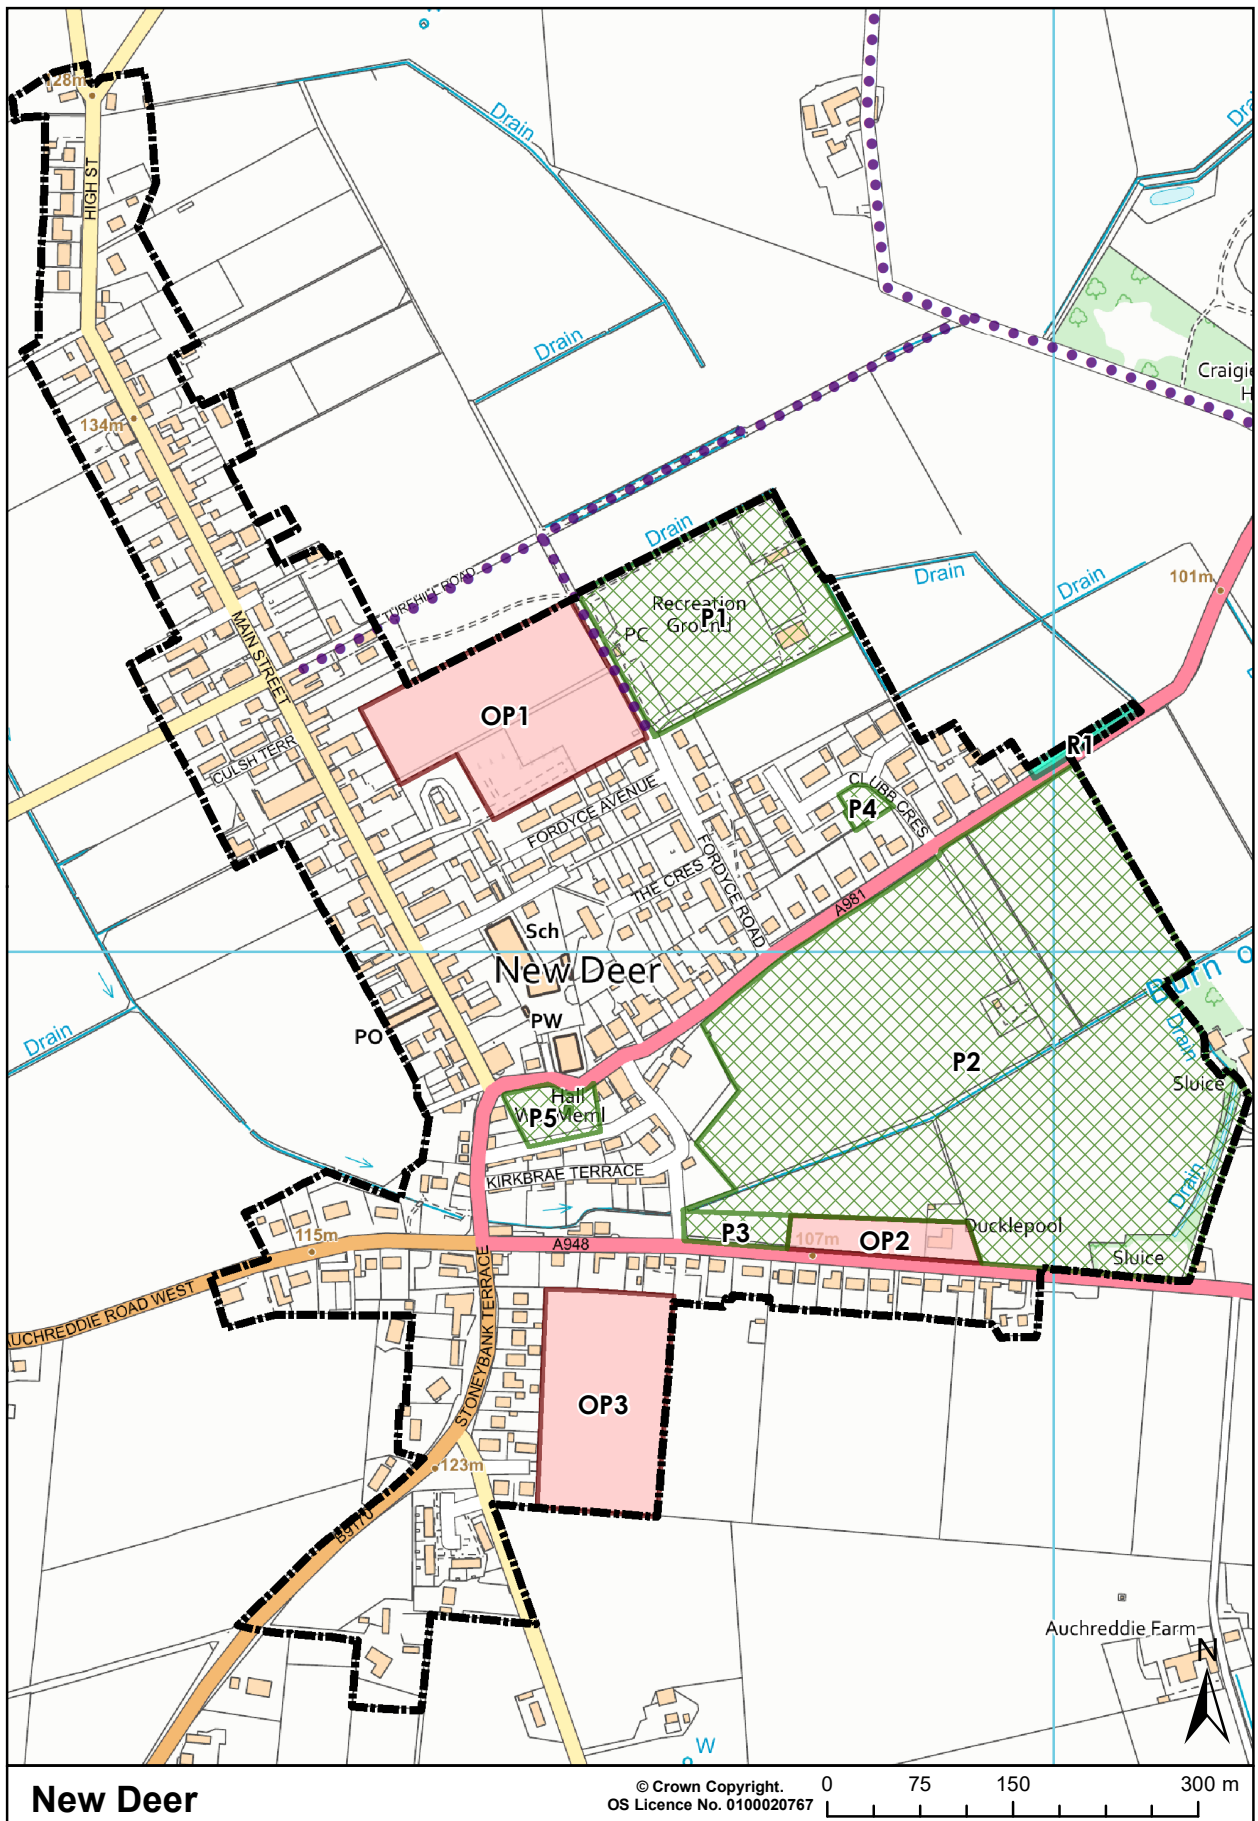 128m
Drain
Drain
HIGH ST
Drain
Craigie
H
134m
Drain
Drain
Drain
101m
Recreation
Ground
P1
PC
MAIN STREET
OP1
CULSH TERR
R1
CLUBB CRES
P4
FORDYCE AVENUE
THE CRES
FORDYCE ROAD
A981
Sch
New Deer
Burn o
PO
PW
Drain
Drain
P2
Sluice
Hall
P5
KIRKBRAE TERRACE
Drain
Ducklepool
P3
OP2
107m
115m
A948
Sluice
AUCHREDDIE ROAD WEST
STONEYBANK TERRACE
OP3
123m
B9170
Auchreddie Farm
N
W
New Deer
© Crown Copyright.
OS Licence No. 0100020767
0 75 150 300 m